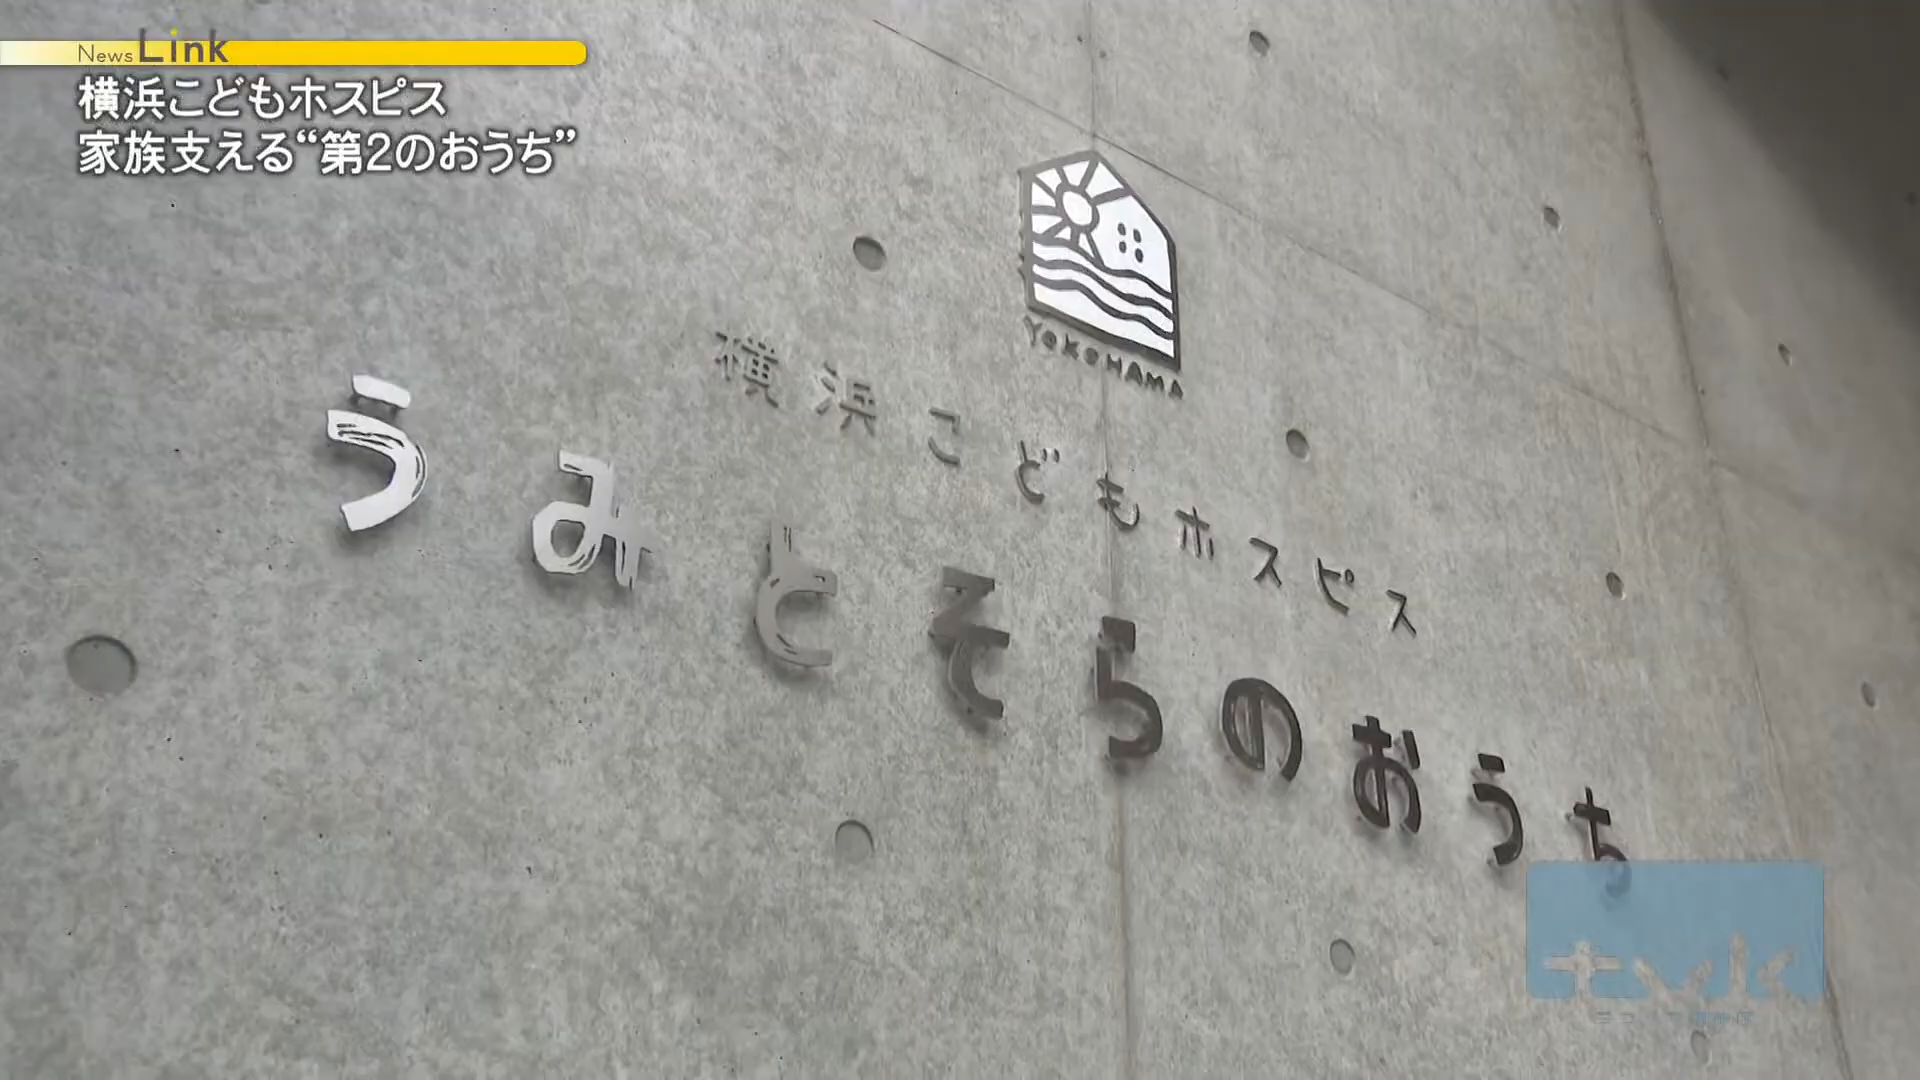 News Link
横浜こどもホスピス
家族支える“第2のおうち”
YokoHAMA
横浜こどもホスピス
うみとそらのおうち
tvk